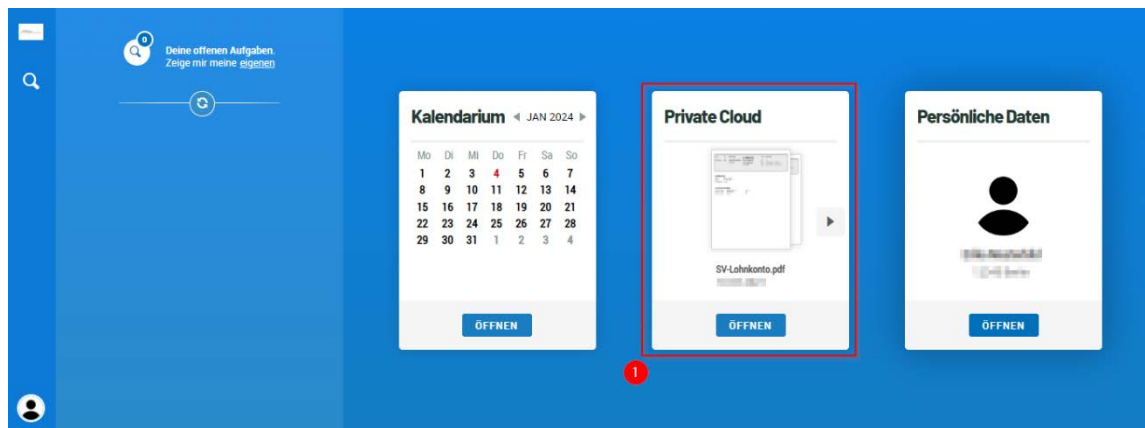 0
Deine offenen Aufgaben.
Zeige mir meine eigenen
Kalendarium JAN 2024
Mo Di Mi Do Fr Sa So
1 2 3 4 5 6 7
8 9 10 11 12 13 14
15 16 17 18 19 20 21
22 23 24 25 26 27 28
29 30 31 1 2 3 4
ÖFFNEN
Private Cloud
SV-Lohnkonto.pdf
ÖFFNEN
1
Persönliche Daten
ÖFFNEN